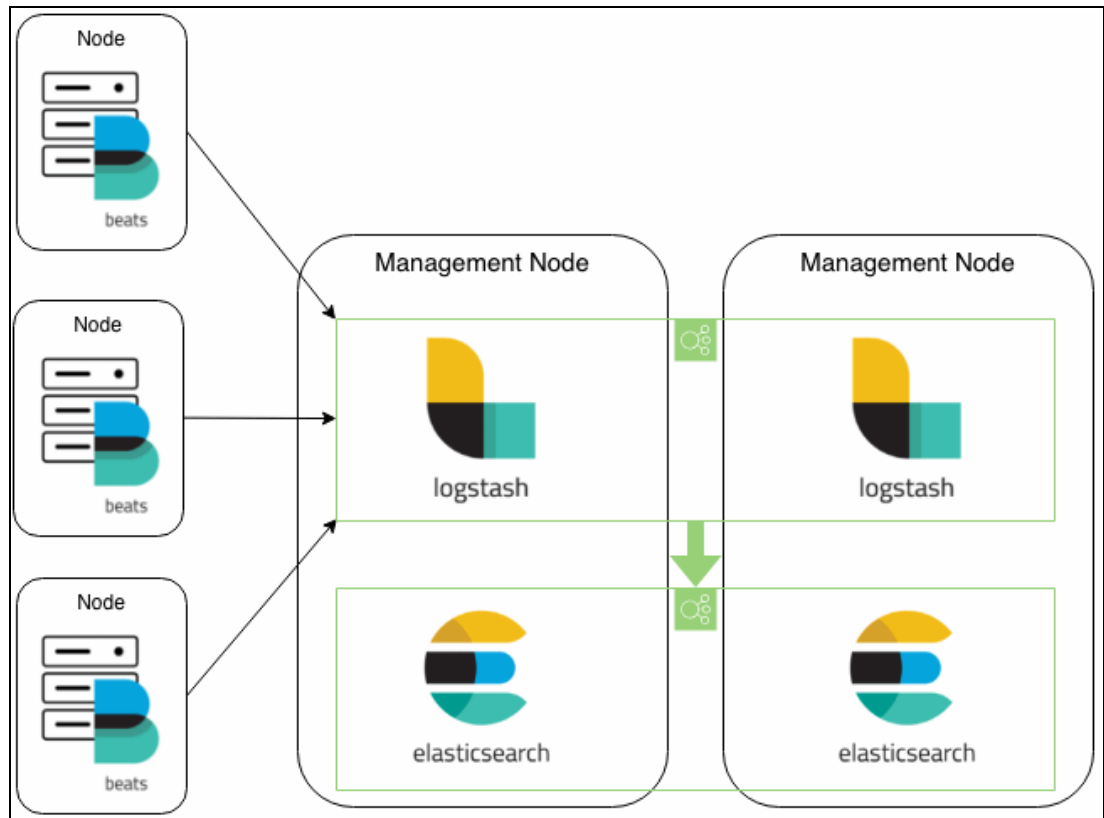 Node
beats
Node
beats
Node
beats
Management Node
logstash
elasticsearch
Management Node
logstash
elasticsearch